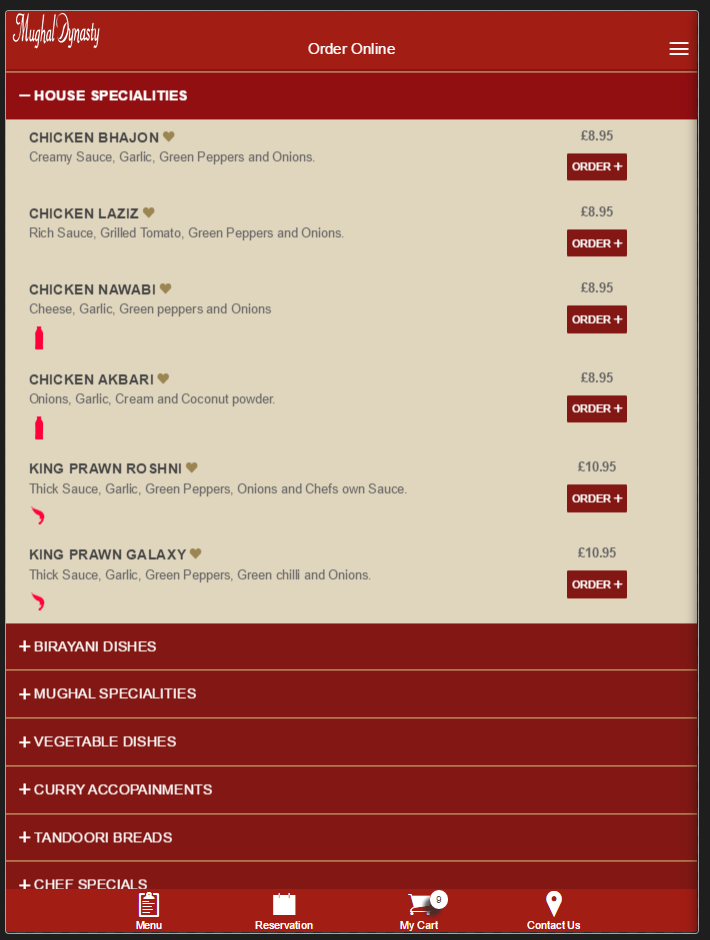 Mughal Dynasty
Order Online
HOUSE SPECIALITIES
CHICKEN BHAJON
£8.95
Creamy Sauce, Garlic, Green Peppers and Onions.
ORDER +
CHICKEN LAZIZ
£8.95
Rich Sauce, Grilled Tomato, Green Peppers and Onions.
ORDER +
CHICKEN NAWABI
£8.95
Cheese, Garlic, Green peppers and Onions
ORDER +
CHICKEN AKBARI
£8.95
Onions, Garlic, Cream and Coconut powder.
ORDER +
KING PRAWN ROSHNI
£10.95
Thick Sauce, Garlic, Green Peppers, Onions and Chefs own Sauce.
ORDER +
KING PRAWN GALAXY
£10.95
Thick Sauce, Garlic, Green Peppers, Green chilli and Onions.
ORDER +
+ BIRAYANI DISHES
+ MUGHAL SPECIALITIES
+ VEGETABLE DISHES
+ CURRY ACCOPAINMENTS
+ TANDOORI BREADS
+ CHEF SPECIALS
9
Menu
Reservation
My Cart
Contact Us